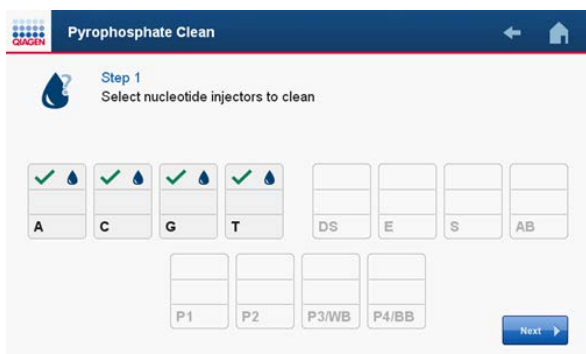 QIAGEN
Pyrophosphate Clean
Step 1
Select nucleotide injectors to clean
A C G T DS E S AB
P1 P2 P3/WB P4/BB
Next